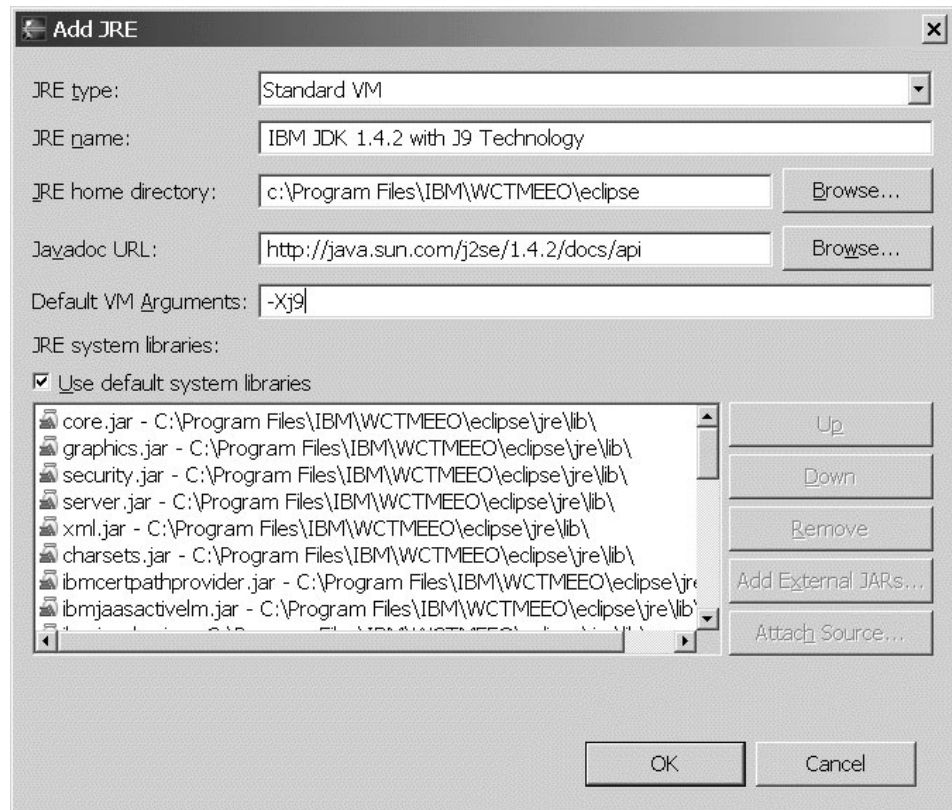 Add JRE
JRE type: Standard VM
JRE name: IBM JDK 1.4.2 with J9 Technology
JRE home directory: c:\Program Files\IBM\WCTMEEO\eclipse Browse...
Javadoc URL: http://java.sun.com/j2se/1.4.2/docs/api Browse...
Default VM Arguments: -Xj9
JRE system libraries:
Use default system libraries
core.jar - C:\Program Files\IBM\WCTMEEO\eclipse\jre\lib\
graphics.jar - C:\Program Files\IBM\WCTMEEO\eclipse\jre\lib\
security.jar - C:\Program Files\IBM\WCTMEEO\eclipse\jre\lib\
server.jar - C:\Program Files\IBM\WCTMEEO\eclipse\jre\lib\
xml.jar - C:\Program Files\IBM\WCTMEEO\eclipse\jre\lib\
charsets.jar - C:\Program Files\IBM\WCTMEEO\eclipse\jre\lib\
ibmcertpathprovider.jar - C:\Program Files\IBM\WCTMEEO\eclipse\jre
ibmjaasactivelm.jar - C:\Program Files\IBM\WCTMEEO\eclipse\jre\lib\
Up
Down
Remove
Add External JARs...
Attach Source...
OK
Cancel